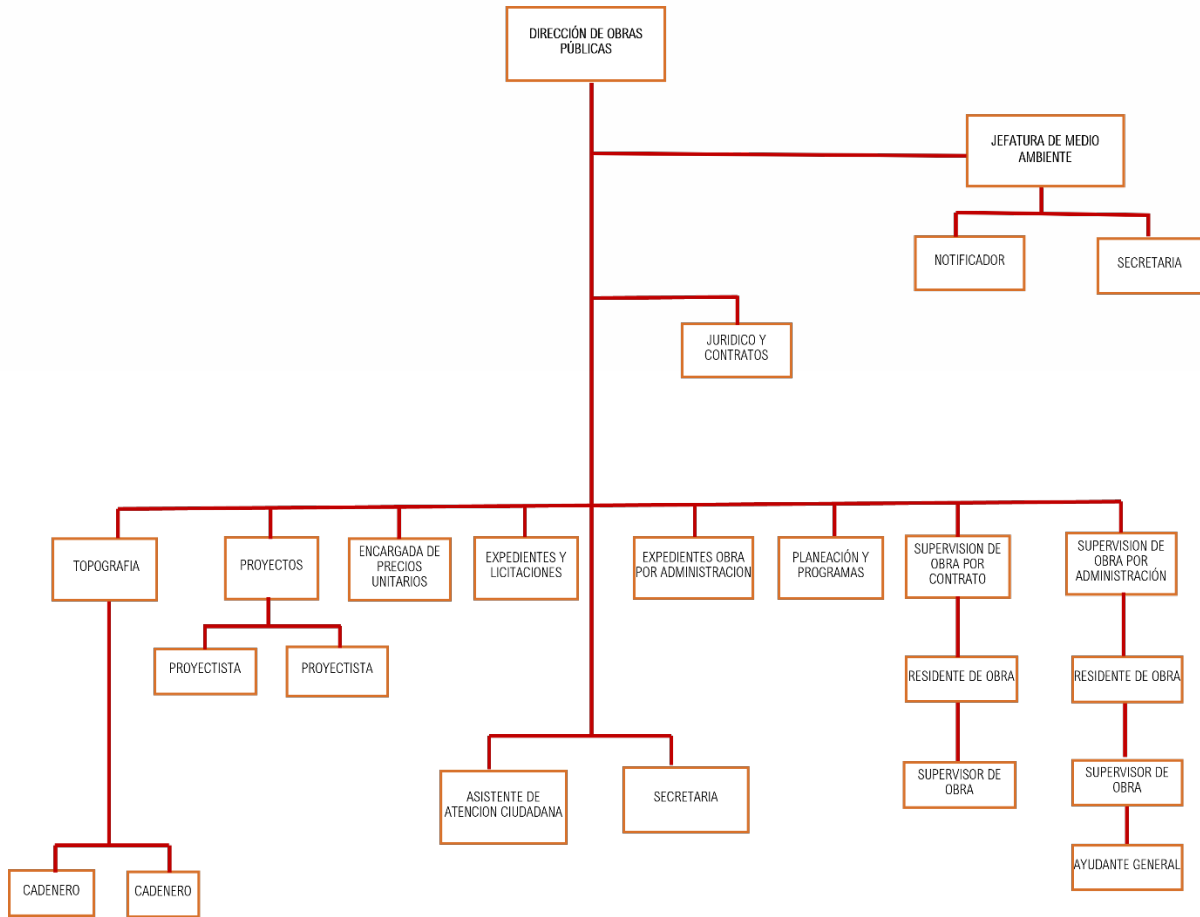 DIRECCIÓN DE OBRAS
PÚBLICAS
JEFATURA DE MEDIO
AMBIENTE
NOTIFICADOR
SECRETARIA
JURIDICO Y
CONTRATOS
TOPOGRAFIA
PROYECTOS
ENCARGADA DE
PRECIOS
UNITARIOS
EXPEDIENTES Y
LICITACIONES
EXPEDIENTES OBRA
POR ADMINISTRACION
PLANEACIÓN Y
PROGRAMAS
SUPERVISION DE
OBRA POR
CONTRATO
SUPERVISION DE
OBRA POR
ADMINISTRACIÓN
PROYECTISTA
PROYECTISTA
RESIDENTE DE OBRA
RESIDENTE DE OBRA
ASISTENTE DE
ATENCION CIUDADANA
SECRETARIA
SUPERVISOR DE
OBRA
SUPERVISOR DE
OBRA
CADENERO
CADENERO
AYUDANTE GENERAL